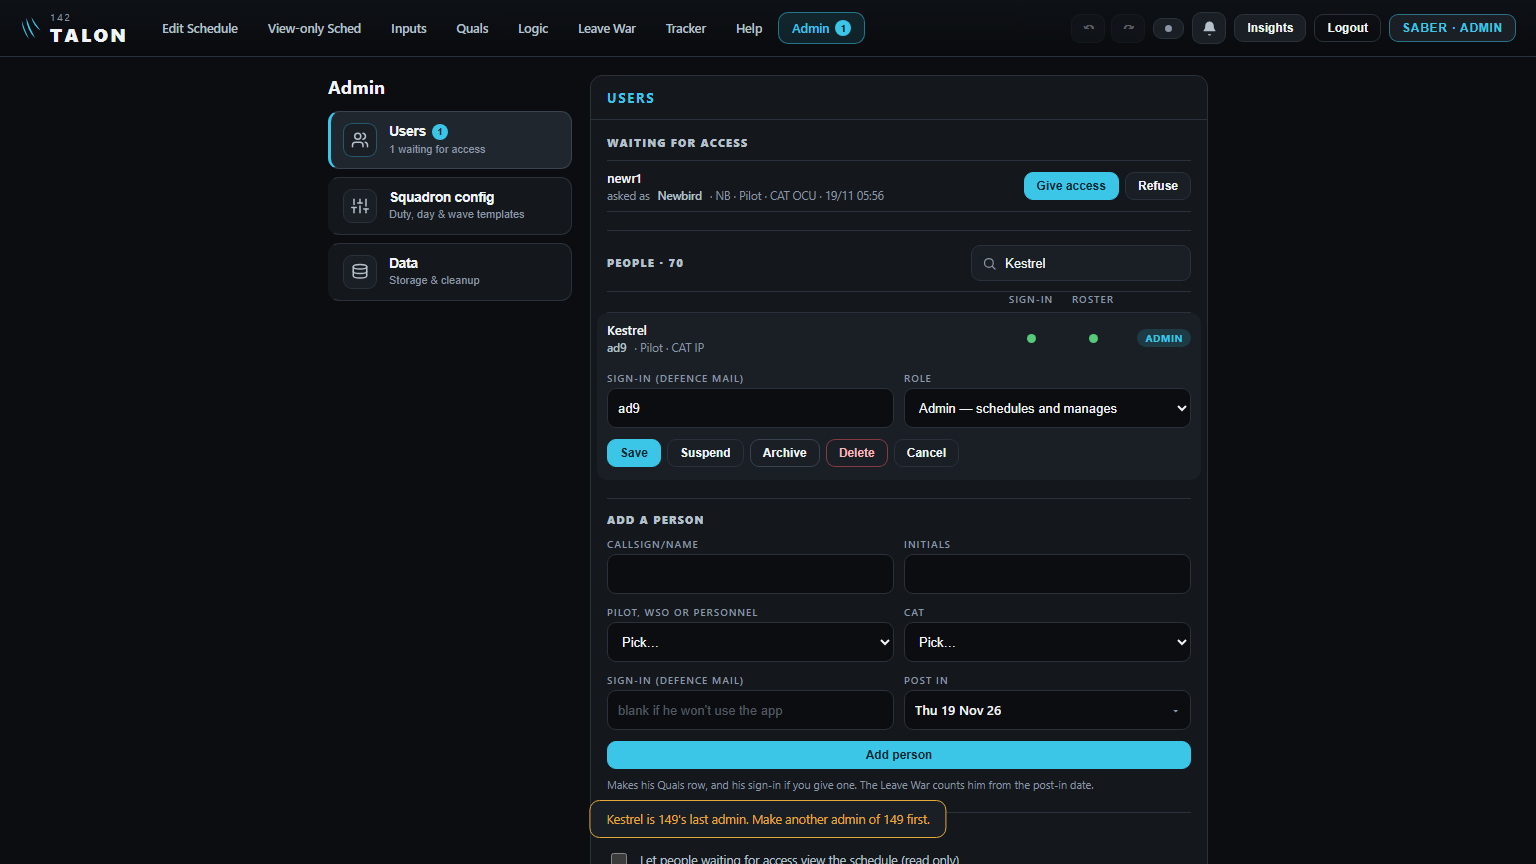 142
TALON
Edit Schedule
View-only Sched
Inputs
Quals
Logic
Leave War
Tracker
Help
Admin 1
Insights
Logout
SABER · ADMIN
Admin
Users 1
1 waiting for access
Squadron config
Duty, day & wave templates
Data
Storage & cleanup
USERS
WAITING FOR ACCESS
newr1
asked as Newbird · NB · Pilot · CAT OCU · 19/11 05:56
Give access
Refuse
PEOPLE · 70
Kestrel
SIGN-IN ROSTER
Kestrel
ad9 · Pilot · CAT IP
ADMIN
SIGN-IN (DEFENCE MAIL)
ROLE
ad9
Admin — schedules and manages
Save
Suspend
Archive
Delete
Cancel
ADD A PERSON
CALLSIGN/NAME
INITIALS
PILOT, WSO OR PERSONNEL
CAT
Pick...
Pick...
SIGN-IN (DEFENCE MAIL)
POST IN
blank if he won't use the app
Thu 19 Nov 26
Add person
Makes his Quals row, and his sign-in if you give one. The Leave War counts him from the post-in date.
Kestrel is 149's last admin. Make another admin of 149 first.
Let people waiting for access view the schedule (read only)